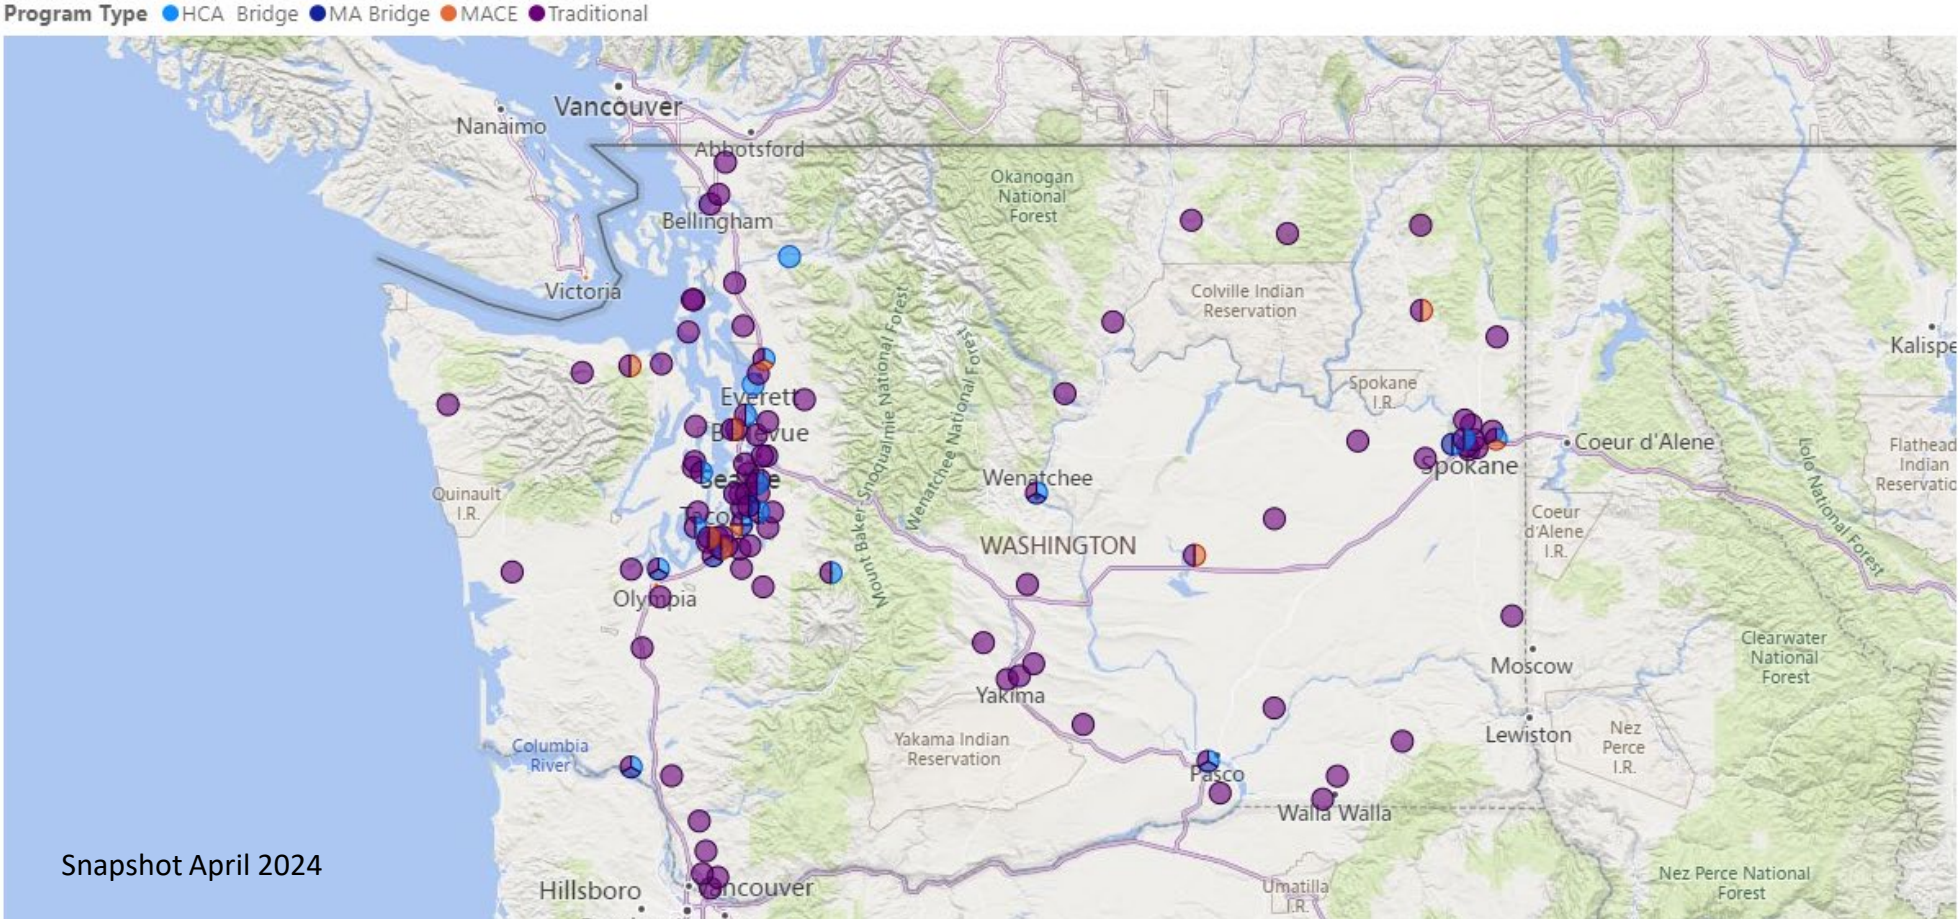 Program Type HCA Bridge MA Bridge MACE Traditional
Vancouver
Nanaimo
Abbotsford
Okanogan
National
Forest
Bellingham
Victoria
Colville Indian
Reservation
Kalispe
Mount Baker-Snoqualmie National Forest
Wenatchee National Forest
Spokane
I.R.
Everett
Bellevue
Coeur d'Alene
Lolo National Forest
Flathead
Indian
Reservatio
Spokane
Wenatchee
Seattle
Quinault
I.R.
Tacoma
Coeur
d'Alene
I.R.
WASHINGTON
Olympia
Clearwater
National
Forest
Moscow
Yakima
Lewiston
Nez
Perce
I.R.
Columbia
River
Yakama Indian
Reservation
Pasco
Walla Walla
Snapshot April 2024
Hillsboro
Vancouver
Umatilla
I.R.
Nez Perce National
Forest